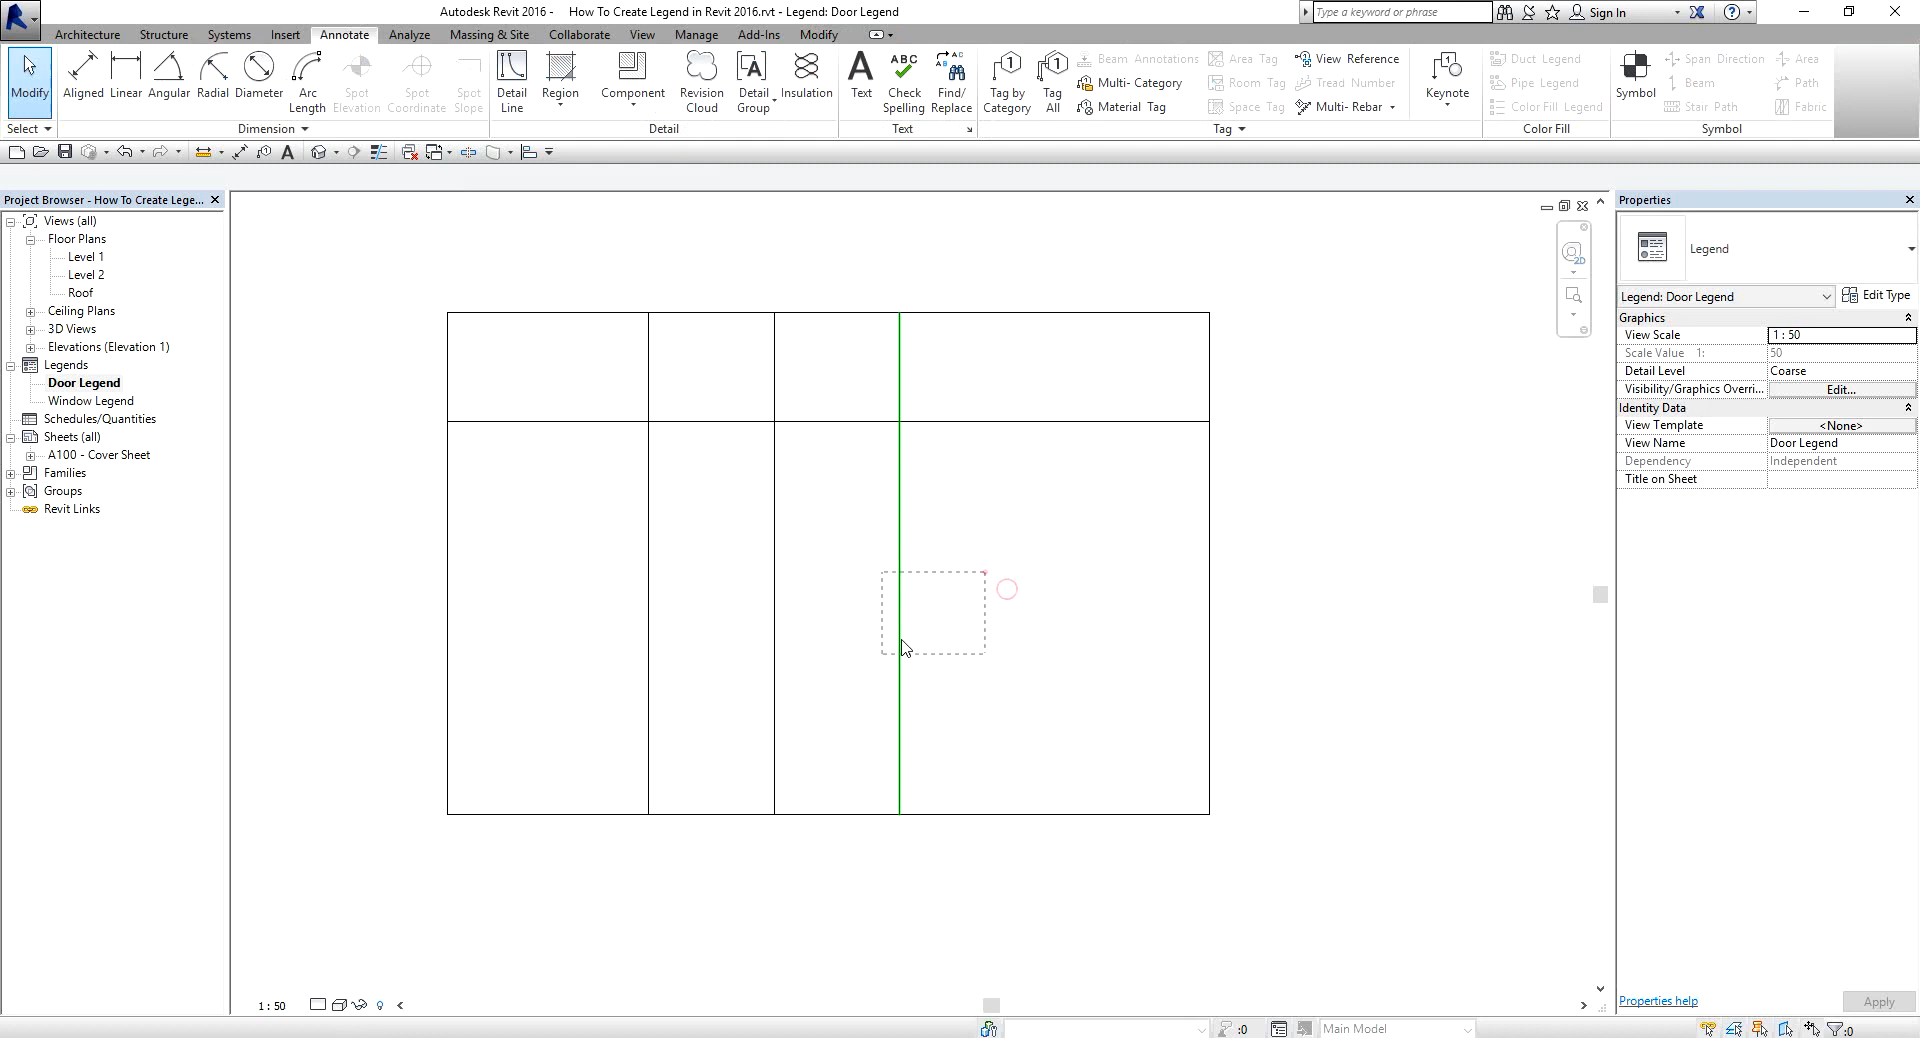 Autodesk Revit 2016 - How To Create Legend in Revit 2016.rvt - Legend: Door Legend
Type a keyword or phrase
Sign In
Architecture Structure Systems Insert Annotate Analyze Massing & Site Collaborate View Manage Add-Ins Modify
Modify
Aligned Linear Angular Radial Diameter Arc Length Spot Elevation Spot Coordinate Spot Slope
Detail Line Region Component Revision Cloud Detail Group Insulation
Text Check Spelling Find/ Replace
Tag by Category Tag All
Beam Annotations Area Tag View Reference
Multi- Category Room Tag Tread Number
Material Tag Space Tag Multi- Rebar
Keynote
Duct Legend
Pipe Legend
Color Fill Legend
Symbol
Span Direction Area
Beam Path
Stair Path Fabric
Select Dimension Detail Text Tag Color Fill Symbol
Project Browser - How To Create Lege...
Views (all)
Floor Plans
Level 1
Level 2
Roof
Ceiling Plans
3D Views
Elevations (Elevation 1)
Legends
Door Legend
Window Legend
Schedules/Quantities
Sheets (all)
A100 - Cover Sheet
Families
Groups
Revit Links
2D
Properties
Legend
Legend: Door Legend Edit Type
Graphics
View Scale 1 : 50
Scale Value 1: 50
Detail Level Coarse
Visibility/Graphics Overri... Edit...
Identity Data
View Template <None>
View Name Door Legend
Dependency Independent
Title on Sheet
Properties help
Apply
1 : 50
:0
Main Model
:0